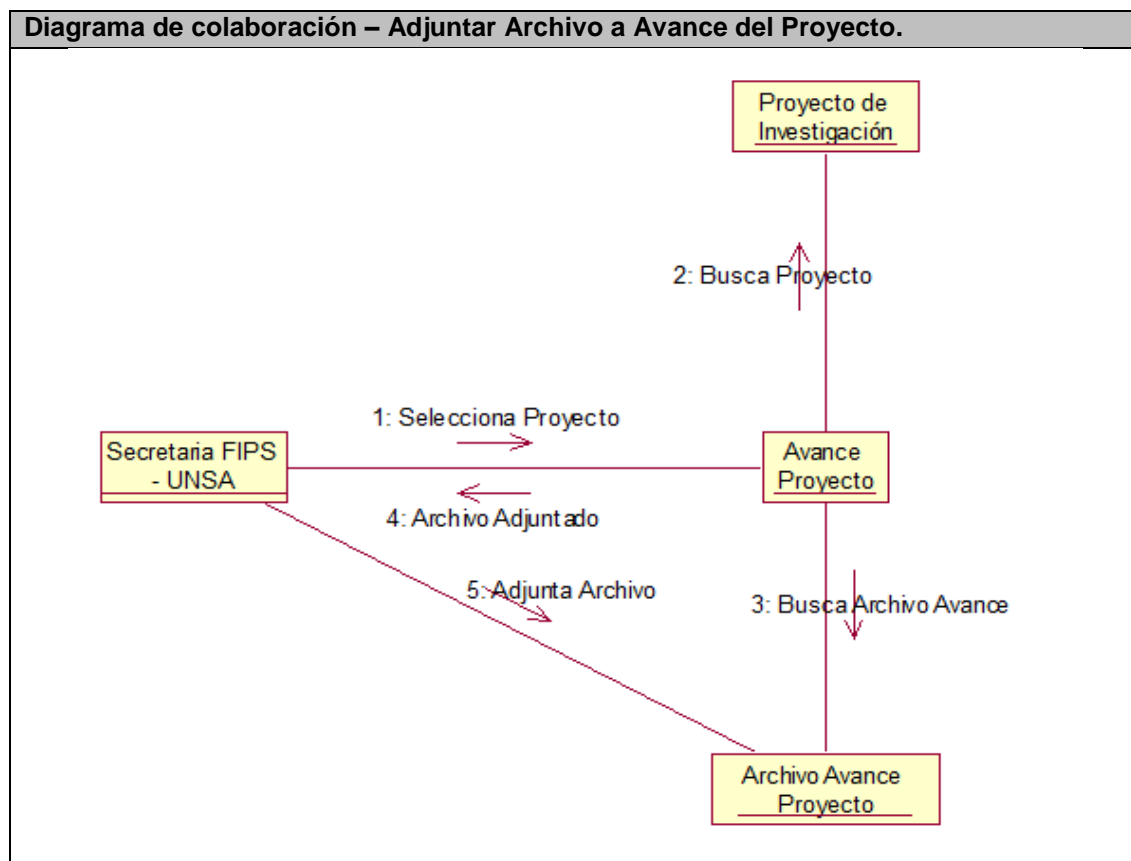 Diagrama de colaboración – Adjuntar Archivo a Avance del Proyecto.
Proyecto de
Investigación
2: Busca Proyecto
1: Selecciona Proyecto
Secretaria FIPS
- UNSA
Avance
Proyecto
4: Archivo Adjuntado
5: Adjunta Archivo
3: Busca Archivo Avance
Archivo Avance
Proyecto